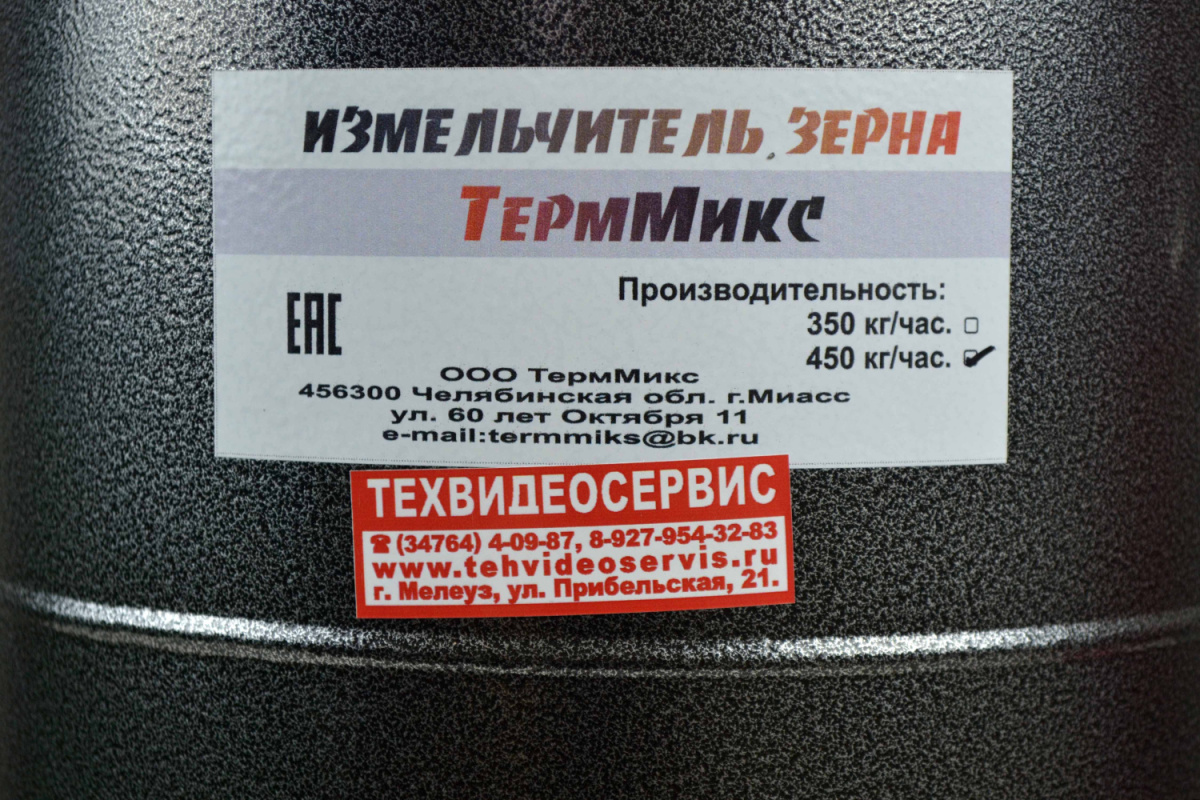 ИЗМЕЛЬЧИТЕЛЬ ЗЕРНА
ТермМикс
EAC
Производительность:
350 кг/час.
450 кг/час.
ООО ТермМикс
456300 Челябинская обл. г.Миасс
ул. 60 лет Октября 11
e-mail:termmiks@bk.ru
ТЕХВИДЕОСЕРВИС
☎ (34764) 4-09-87, 8-927-954-32-83
www.tehvideoservis.ru
г. Мелеуз, ул. Прибельская, 21.